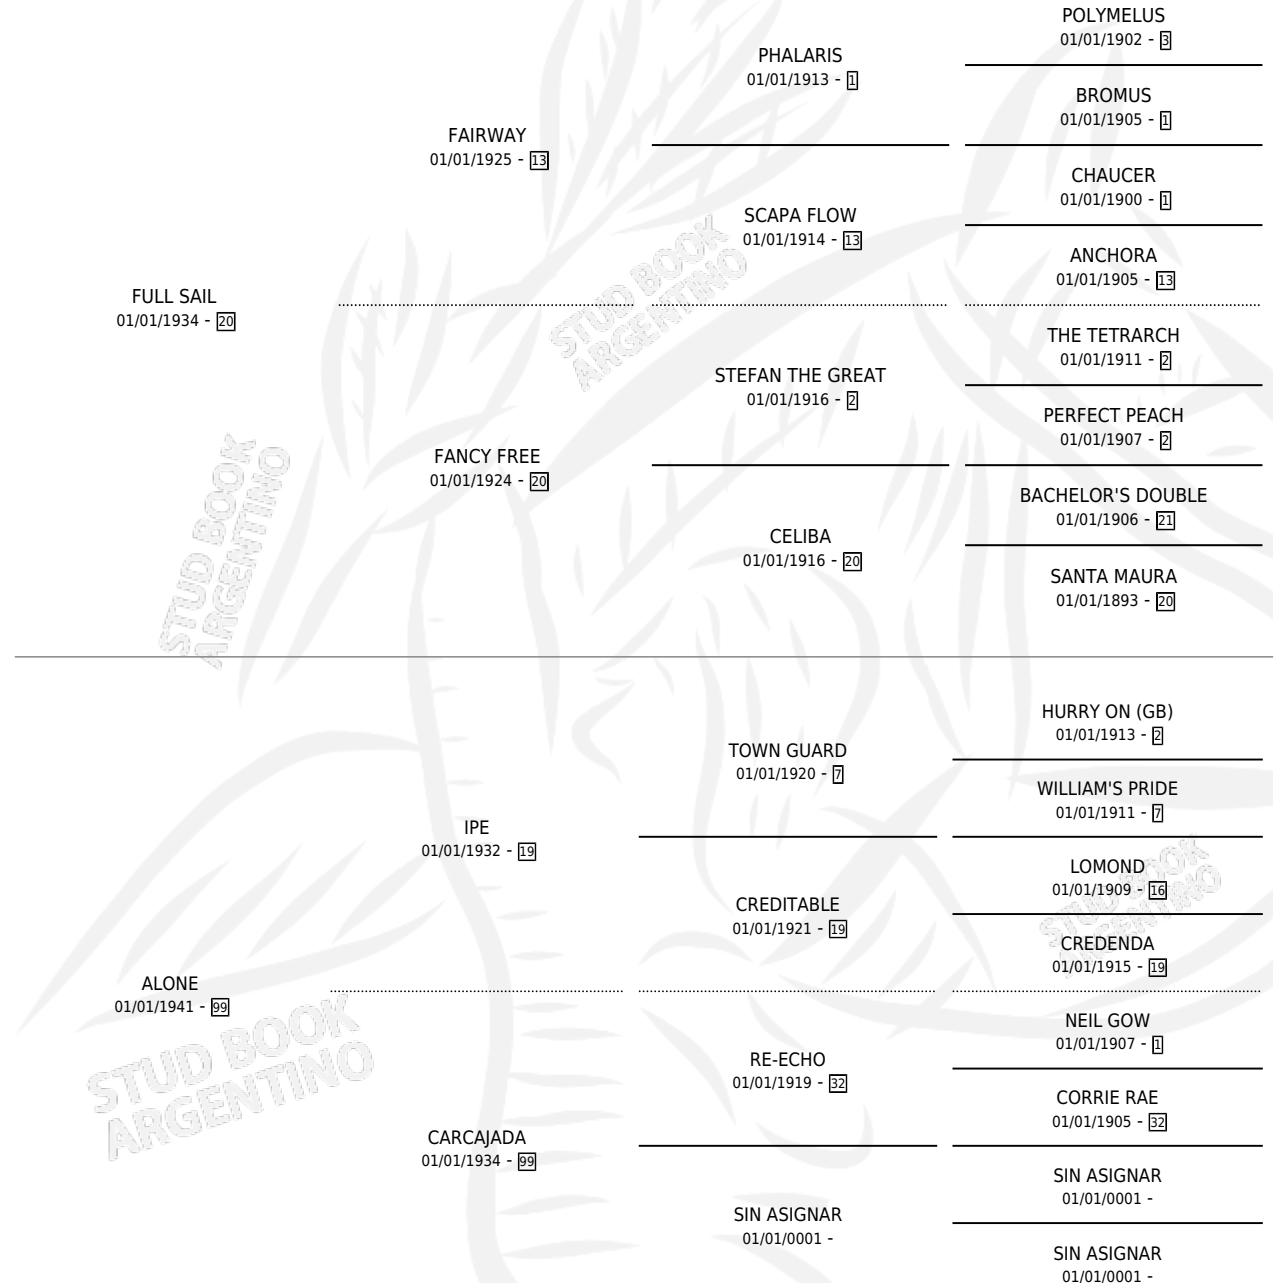 POLYMELUS
01/01/1902 - 3
PHALARIS
01/01/1913 - 1
BROMUS
01/01/1905 - 1
FAIRWAY
01/01/1925 - 13
CHAUCER
01/01/1900 - 1
SCAPA FLOW
01/01/1914 - 13
ANCHORA
01/01/1905 - 13
FULL SAIL
01/01/1934 - 20
STUD BOOK
ARGENTINO
THE TETRARCH
01/01/1911 - 2
STEFAN THE GREAT
01/01/1916 - 2
PERFECT PEACH
01/01/1907 - 2
FANCY FREE
01/01/1924 - 20
BACHELOR'S DOUBLE
01/01/1906 - 21
CELIBA
01/01/1916 - 20
SANTA MAURA
01/01/1893 - 20
STUD BOOK
ARGENTINO
HURRY ON (GB)
01/01/1913 - 2
TOWN GUARD
01/01/1920 - 7
WILLIAM'S PRIDE
01/01/1911 - 7
IPE
01/01/1932 - 19
LOMOND
01/01/1909 - 16
CREDITABLE
01/01/1921 - 19
CREDENDA
01/01/1915 - 19
STUD BOOK
ARGENTINO
ALONE
01/01/1941 - 99
STUD BOOK
ARGENTINO
NEIL GOW
01/01/1907 - 1
RE-ECHO
01/01/1919 - 32
CORRIE RAE
01/01/1905 - 32
CARCAJADA
01/01/1934 - 99
SIN ASIGNAR
01/01/0001 -
SIN ASIGNAR
01/01/0001 -
SIN ASIGNAR
01/01/0001 -